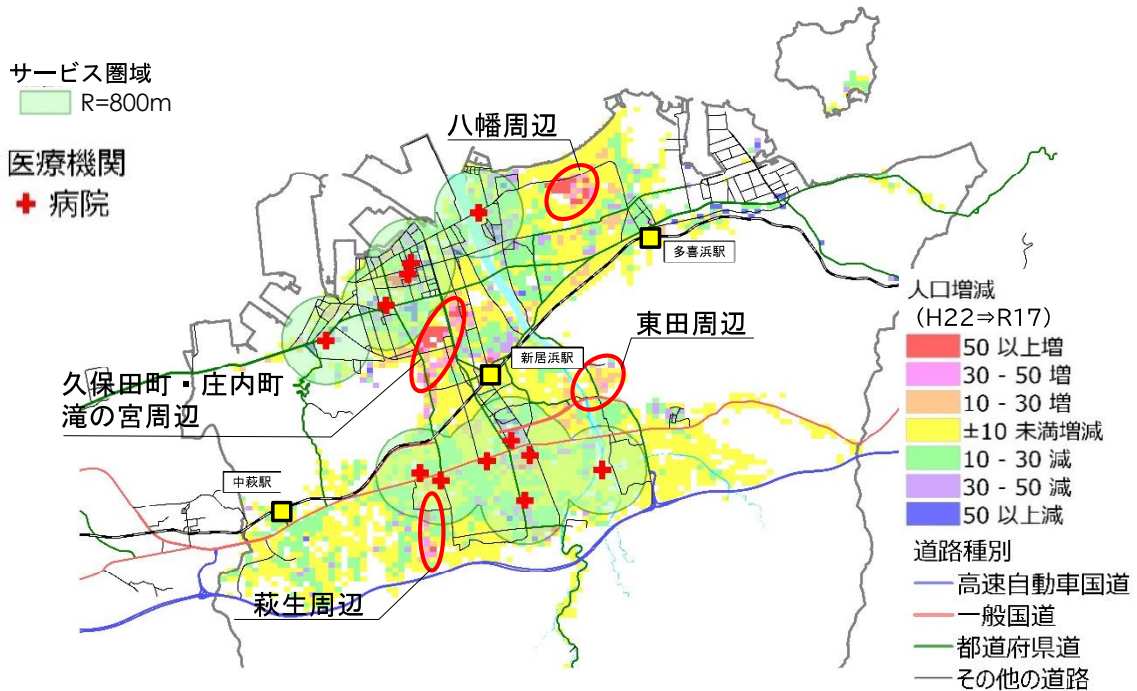 サービス圏域
R=800m
医療機関
病院
八幡周辺
多喜浜駅
東田周辺
新居浜駅
久保田町・庄内町
滝の宮周辺
中萩駅
萩生周辺
人口増減
(H22⇒R17)
50 以上増
30 - 50 増
10 - 30 増
±10 未満増減
10 - 30 減
30 - 50 減
50 以上減
道路種別
高速自動車国道
一般国道
都道府県道
その他の道路